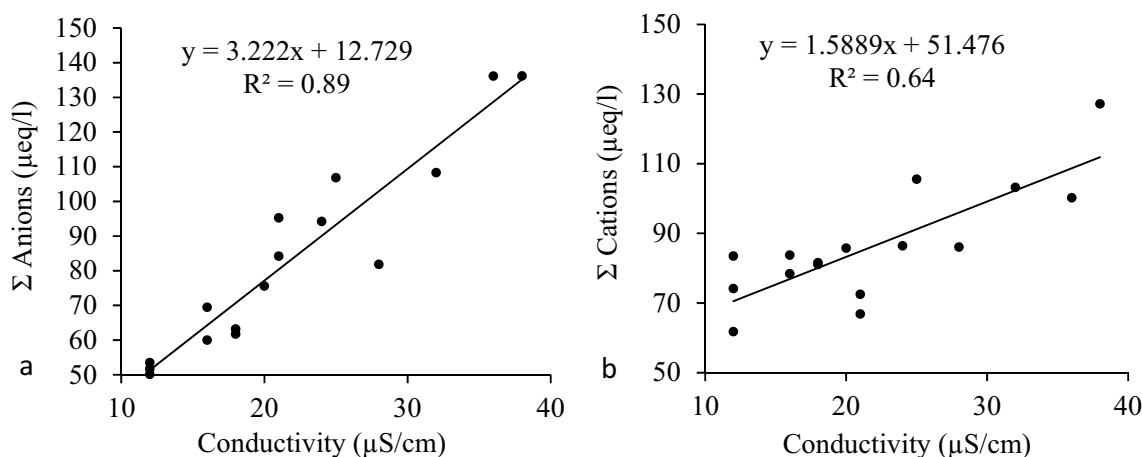 y = 3.222x + 12.729
R² = 0.89
Σ Anions (µeq/l)
150
140
130
120
110
100
90
80
70
60
50
10
20
30
40
Conductivity (µS/cm)
a
y = 1.5889x + 51.476
R² = 0.64
Σ Cations (µeq/l)
150
130
110
90
70
50
10
20
30
40
Conductivity (µS/cm)
b